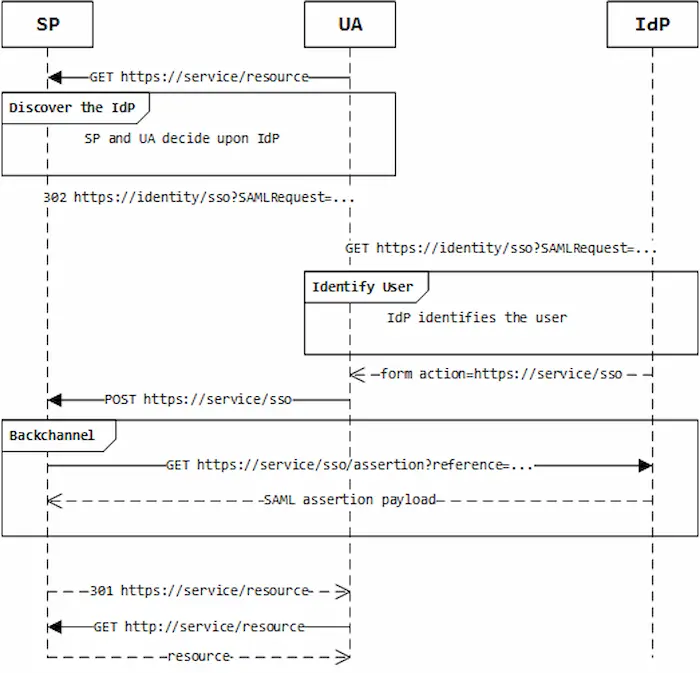 SP
UA
IdP
GET https://service/resource
Discover the IdP
SP and UA decide upon IdP
302 https://identity/sso?SAMLRequest=...
GET https://identity/sso?SAMLRequest=...
Identify User
IdP identifies the user
form action=https://service/sso
POST https://service/sso
Backchannel
GET https://service/sso/assertion?reference=...
SAML assertion payload
301 https://service/resource
GET http://service/resource
resource